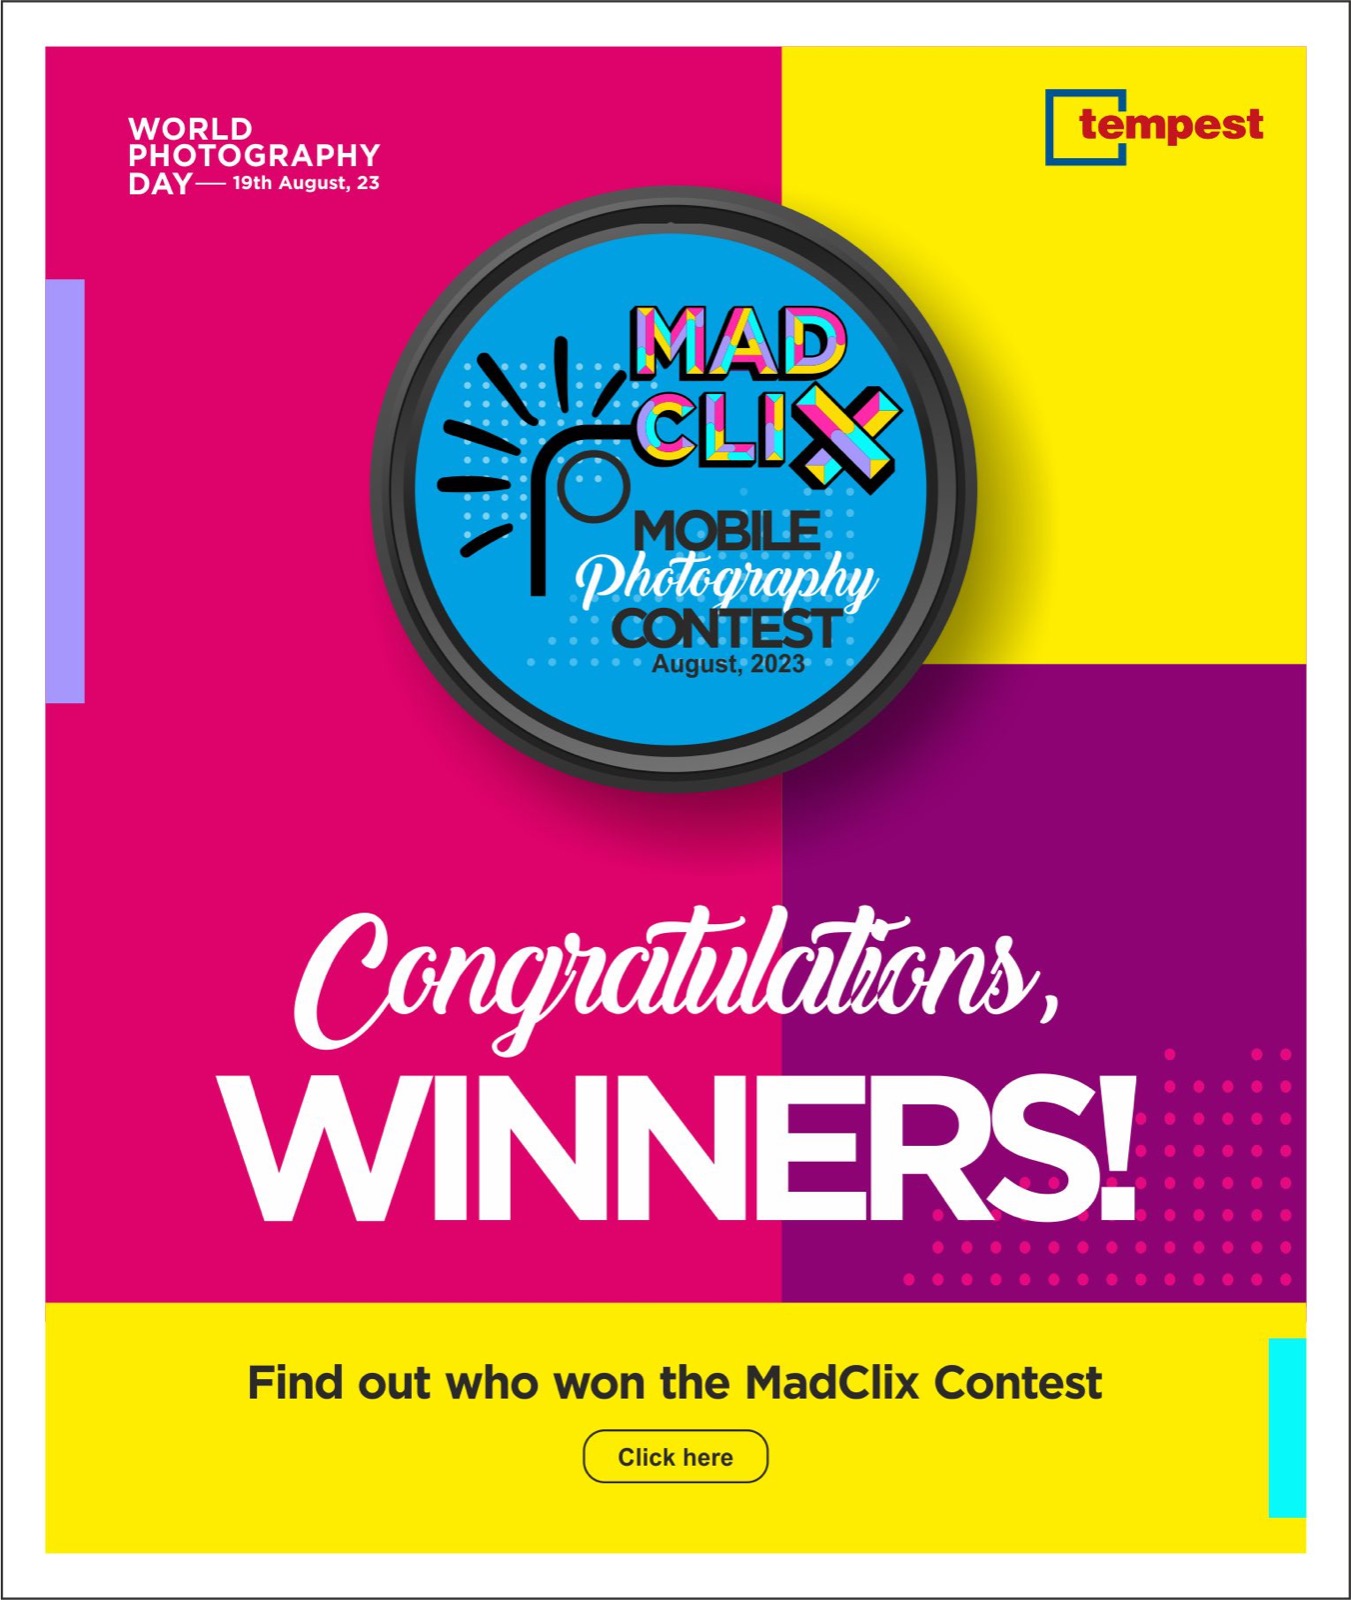 WORLD
PHOTOGRAPHY
DAY — 19th August, 23
tempest
MAD
CLIX
MOBILE
Photography
CONTEST
August, 2023
Congratulations,
WINNERS!
Find out who won the MadClix Contest
Click here